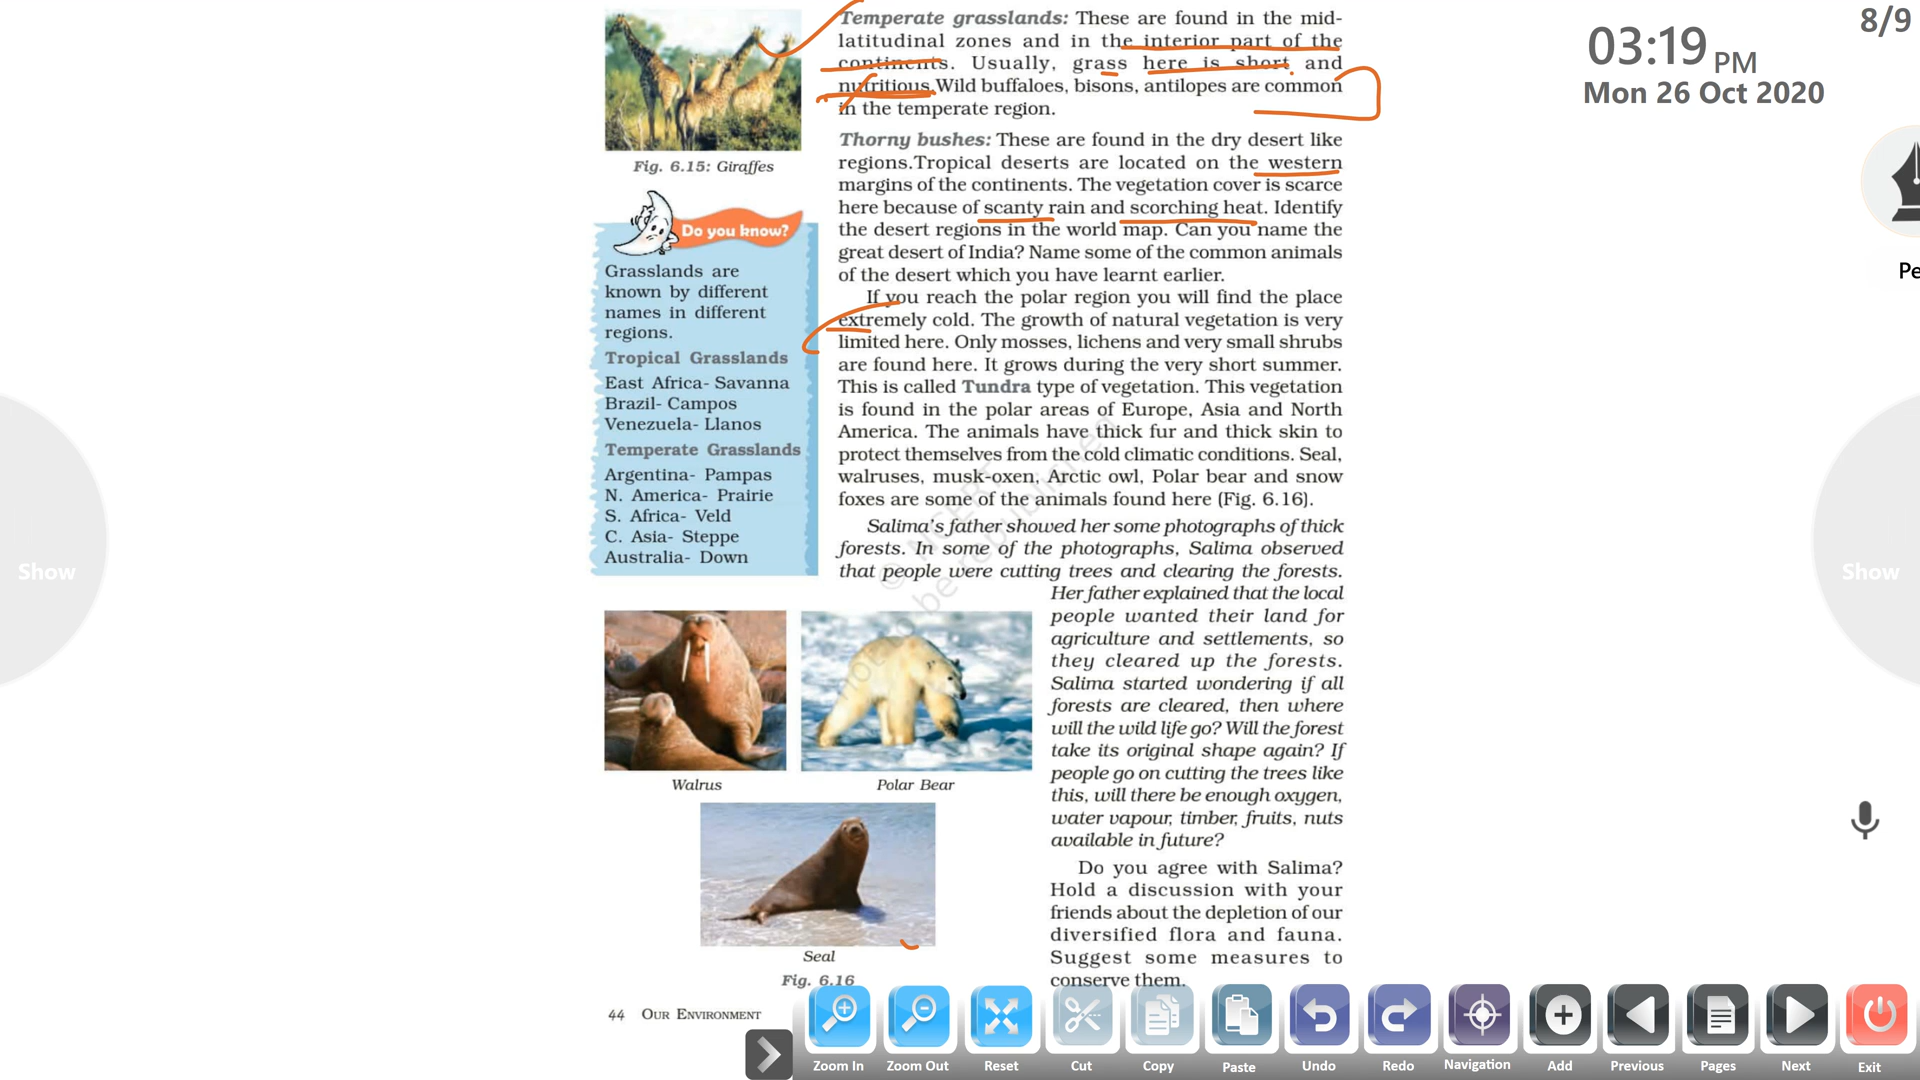 8/9
03:19 PM
Mon 26 Oct 2020
Pe
Show
Show
Temperate grasslands: These are found in the mid-
latitudinal zones and in the interior part of the
continents. Usually, grass here is short and
nutritious. Wild buffaloes, bisons, antilopes are common
in the temperate region.
Fig. 6.15: Giraffes
Thorny bushes: These are found in the dry desert like
regions.Tropical deserts are located on the western
margins of the continents. The vegetation cover is scarce
here because of scanty rain and scorching heat. Identify
the desert regions in the world map. Can you name the
great desert of India? Name some of the common animals
of the desert which you have learnt earlier.
If you reach the polar region you will find the place
extremely cold. The growth of natural vegetation is very
limited here. Only mosses, lichens and very small shrubs
are found here. It grows during the very short summer.
This is called Tundra type of vegetation. This vegetation
is found in the polar areas of Europe, Asia and North
America. The animals have thick fur and thick skin to
protect themselves from the cold climatic conditions. Seal,
walruses, musk-oxen, Arctic owl, Polar bear and snow
foxes are some of the animals found here (Fig. 6.16).
Do you know?
Grasslands are
known by different
names in different
regions.
Tropical Grasslands
East Africa- Savanna
Brazil- Campos
Venezuela- Llanos
Temperate Grasslands
Argentina- Pampas
N. America- Prairie
S. Africa- Veld
C. Asia- Steppe
Australia- Down
Salima's father showed her some photographs of thick
forests. In some of the photographs, Salima observed
that people were cutting trees and clearing the forests.
Her father explained that the local
people wanted their land for
agriculture and settlements, so
they cleared up the forests.
Salima started wondering if all
forests are cleared, then where
will the wild life go? Will the forest
take its original shape again? If
people go on cutting the trees like
this, will there be enough oxygen,
water vapour, timber, fruits, nuts
available in future?
Do you agree with Salima?
Hold a discussion with your
friends about the depletion of our
diversified flora and fauna.
Suggest some measures to
conserve them.
Walrus
Polar Bear
Seal
Fig. 6.16
© NCERT
not to be republished
44 OUR ENVIRONMENT
Zoom In
Zoom Out
Reset
Cut
Copy
Paste
Undo
Redo
Navigation
Add
Previous
Pages
Next
Exit